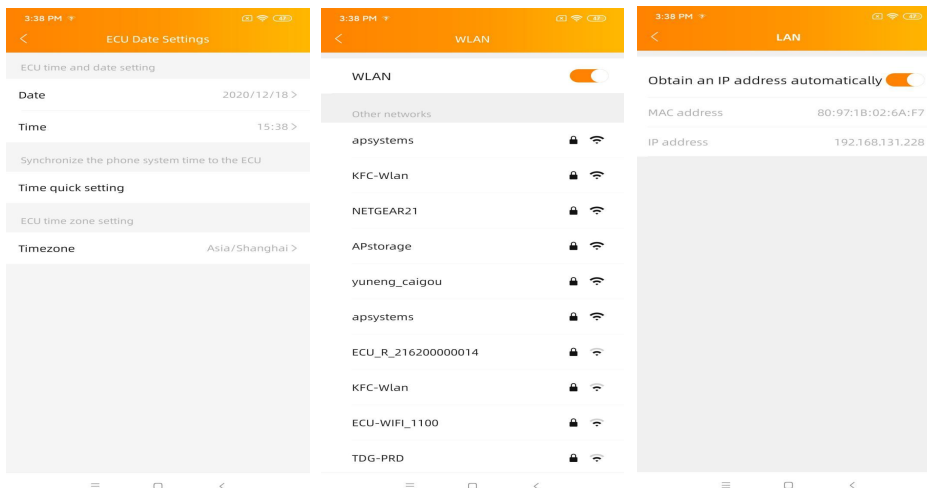 3:38 PM
ECU Date Settings
ECU time and date setting
Date 2020/12/18 >
Time 15:38 >
Synchronize the phone system time to the ECU
Time quick setting
ECU time zone setting
Timezone Asia/Shanghai >
3:38 PM
WLAN
WLAN
Other networks
apsystems
KFC-Wlan
NETGEAR21
APstorage
yuneng_caigou
apsystems
ECU_R_216200000014
KFC-Wlan
ECU-WIFI_1100
TDG-PRD
3:38 PM
LAN
Obtain an IP address automatically
MAC address 80:97:1B:02:6A:F7
IP address 192.168.131.228